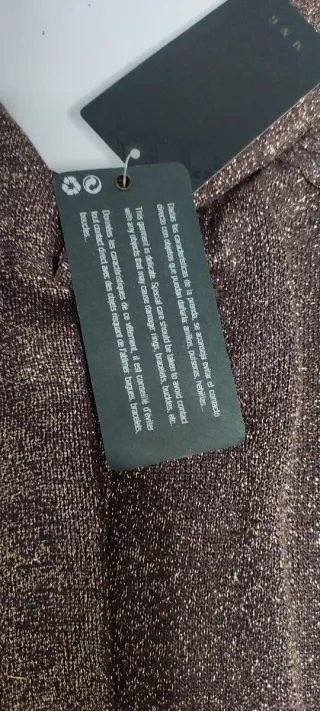 Dadas las características de la prenda, se aconseja evitar el contacto
directo con objetos que puedan dañarla: anillos, pulseras, hebillas...
This garment is delicate. Special care should be taken to avoid contact
with any objects that may cause damage: rings, bracelets, buckles, etc.
Données les caractéristiques de ce vêtement, il est conseillé d'éviter
tout contact direct avec des objets risquant de l'abîmer: bagues, bracelets,
boucles...